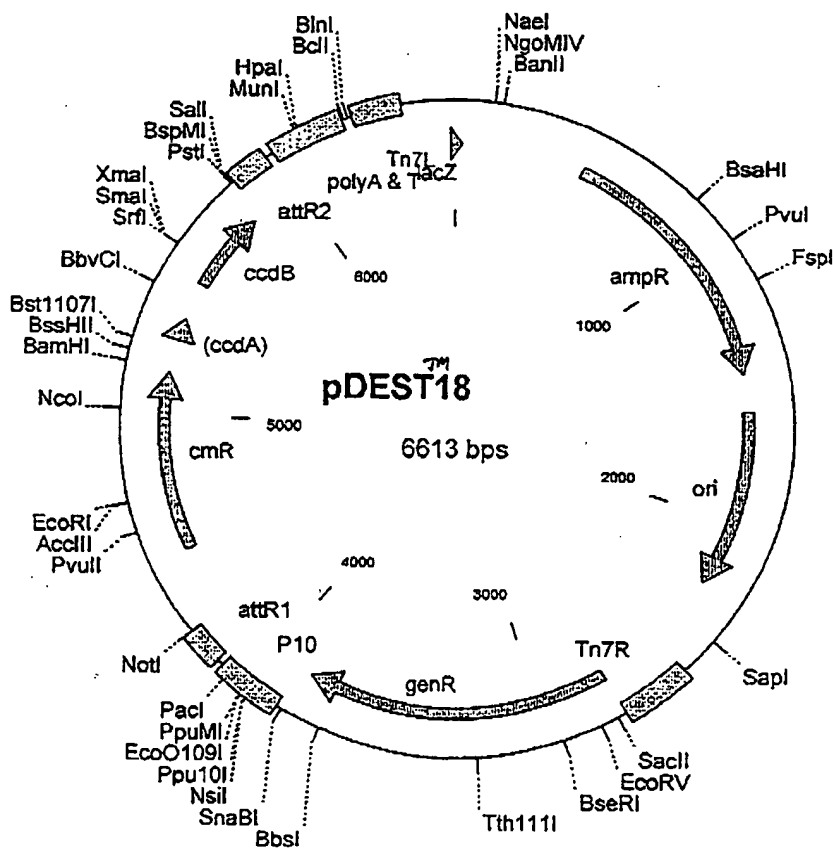 BlnI
BclI
HpaI
MunI
SalI
BspMI
PstI
XmaI
SmaI
SrfI
BbvCI
Bst1107I
BssHII
BamHI
NcoI
EcoRI
AccIII
PvuII
NotI
PacI
PpuMI
EcoO109I
Ppu10I
NsiI
SnaBI
BbsI
Tth111I
BseRI
EcoRV
SacII
SapI
FspI
PvuI
BsaHI
BanII
NgoMIV
NaeI
Tn7L
polyA & T
lacZ
attR2
ccdB
6000
ampR
1000
(ccdA)
pDEST™18
6613 bps
5000
cmR
2000
ori
4000
3000
attR1
P10
genR
Tn7R